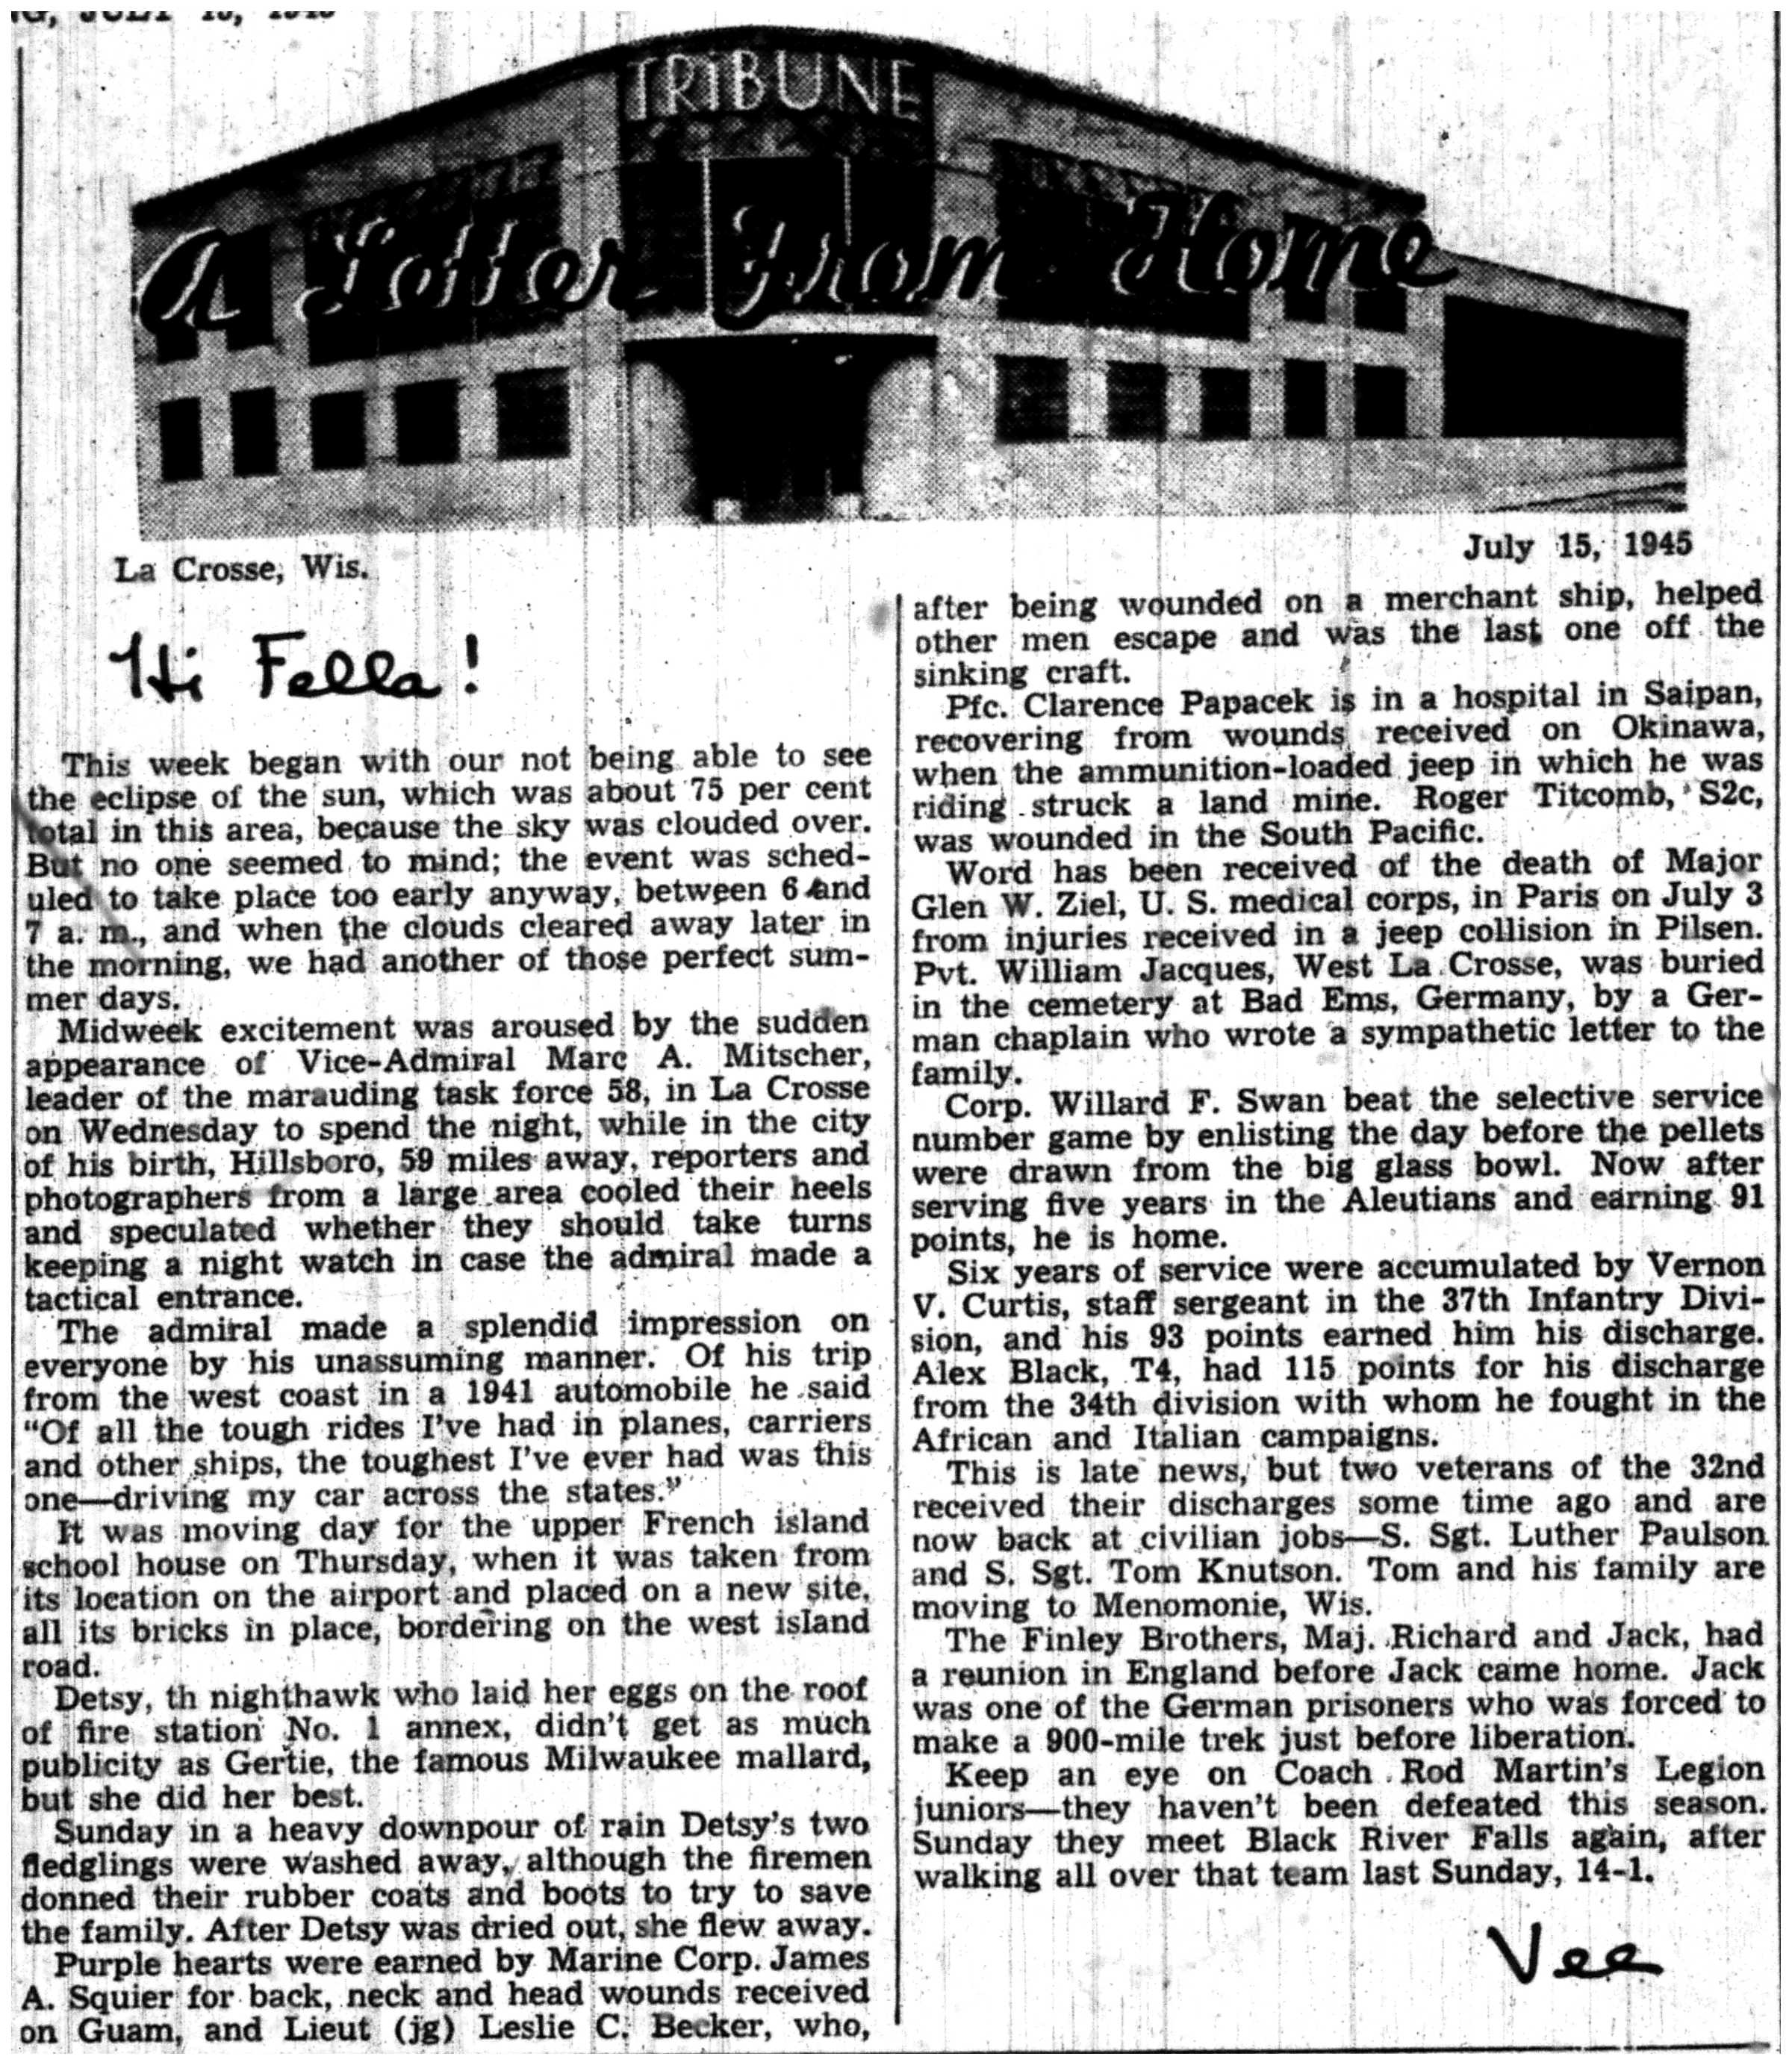 JULY 15, 1945
TRIBUNE
A Letter From Home
La Crosse, Wis.
July 15, 1945
Hi Fella!
This week began with our not being able to see
the eclipse of the sun, which was about 75 per cent
total in this area, because the sky was clouded over.
But no one seemed to mind; the event was sched-
uled to take place too early anyway, between 6 and
7 a. m., and when the clouds cleared away later in
the morning, we had another of those perfect sum-
mer days.
Midweek excitement was aroused by the sudden
appearance of Vice-Admiral Marc A. Mitscher,
leader of the marauding task force 58, in La Crosse
on Wednesday to spend the night, while in the city
of his birth, Hillsboro, 59 miles away, reporters and
photographers from a large area cooled their heels
and speculated whether they should take turns
keeping a night watch in case the admiral made a
tactical entrance.
The admiral made a splendid impression on
everyone by his unassuming manner. Of his trip
from the west coast in a 1941 automobile he said
"Of all the tough rides I've had in planes, carriers
and other ships, the toughest I've ever had was this
one—driving my car across the states."
It was moving day for the upper French island
school house on Thursday, when it was taken from
its location on the airport and placed on a new site,
all its bricks in place, bordering on the west island
road.
Detsy, th nighthawk who laid her eggs on the roof
of fire station No. 1 annex, didn't get as much
publicity as Gertie, the famous Milwaukee mallard,
but she did her best.
Sunday in a heavy downpour of rain Detsy's two
fledglings were washed away, although the firemen
donned their rubber coats and boots to try to save
the family. After Detsy was dried out, she flew away.
Purple hearts were earned by Marine Corp. James
A. Squier for back, neck and head wounds received
on Guam, and Lieut (jg) Leslie C. Becker, who,
after being wounded on a merchant ship, helped
other men escape and was the last one off the
sinking craft.
Pfc. Clarence Papacek is in a hospital in Saipan,
recovering from wounds received on Okinawa,
when the ammunition-loaded jeep in which he was
riding struck a land mine. Roger Titcomb, S2c,
was wounded in the South Pacific.
Word has been received of the death of Major
Glen W. Ziel, U. S. medical corps, in Paris on July 3
from injuries received in a jeep collision in Pilsen.
Pvt. William Jacques, West La Crosse, was buried
in the cemetery at Bad Ems, Germany, by a Ger-
man chaplain who wrote a sympathetic letter to the
family.
Corp. Willard F. Swan beat the selective service
number game by enlisting the day before the pellets
were drawn from the big glass bowl. Now after
serving five years in the Aleutians and earning 91
points, he is home.
Six years of service were accumulated by Vernon
V. Curtis, staff sergeant in the 37th Infantry Divi-
sion, and his 93 points earned him his discharge.
Alex Black, T4, had 115 points for his discharge
from the 34th division with whom he fought in the
African and Italian campaigns.
This is late news, but two veterans of the 32nd
received their discharges some time ago and are
now back at civilian jobs—S. Sgt. Luther Paulson
and S. Sgt. Tom Knutson. Tom and his family are
moving to Menomonie, Wis.
The Finley Brothers, Maj. Richard and Jack, had
a reunion in England before Jack came home. Jack
was one of the German prisoners who was forced to
make a 900-mile trek just before liberation.
Keep an eye on Coach Rod Martin's Legion
juniors—they haven't been defeated this season.
Sunday they meet Black River Falls again, after
walking all over that team last Sunday, 14-1.
Vee